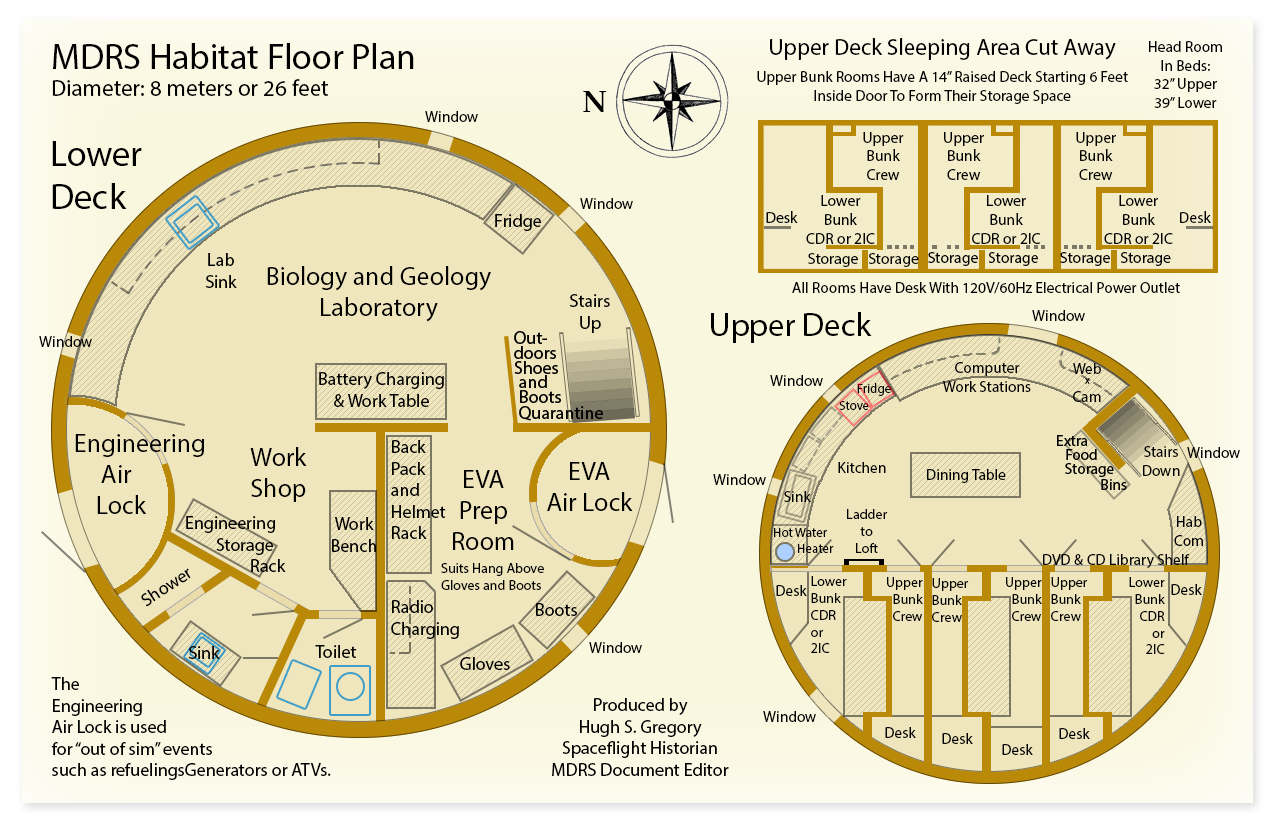 MDRS Habitat Floor Plan
Diameter: 8 meters or 26 feet
N
Lower
Deck
Window
Window
Window
Fridge
Lab
Sink
Biology and Geology
Laboratory
Stairs
Up
Out-
doors
Shoes
and
Boots
Quarantine
Battery Charging
& Work Table
Engineering
Air
Lock
Work
Shop
Back
Pack
and
Helmet
Rack
EVA
Prep
Room
Suits Hang Above
Gloves and Boots
EVA
Air Lock
Engineering
Storage
Rack
Work
Bench
Shower
Sink
Toilet
Radio
Charging
Boots
Gloves
Window
The
Engineering
Air Lock is used
for “out of sim” events
such as refuelingsGenerators or ATVs.
Produced by
Hugh S. Gregory
Spaceflight Historian
MDRS Document Editor
Upper Deck Sleeping Area Cut Away
Upper Bunk Rooms Have A 14” Raised Deck Starting 6 Feet
Inside Door To Form Their Storage Space
Head Room
In Beds:
32” Upper
39” Lower
Upper
Bunk
Crew
Upper
Bunk
Crew
Upper
Bunk
Crew
Desk
Lower
Bunk
CDR or 2IC
Lower
Bunk
CDR or 2IC
Lower
Bunk
CDR or 2IC
Desk
Storage
Storage
Storage
Storage
Storage
Storage
All Rooms Have Desk With 120V/60Hz Electrical Power Outlet
Upper Deck
Window
Window
Computer
Work Stations
Web
x
Cam
Fridge
Stove
Extra
Food
Storage
Bins
Stairs
Down
Window
Window
Kitchen
Dining Table
Sink
Hot Water
Heater
Ladder
to
Loft
Hab
Com
DVD & CD Library Shelf
Desk
Lower
Bunk
CDR
or
2IC
Upper
Bunk
Crew
Upper
Bunk
Crew
Upper
Bunk
Crew
Upper
Bunk
Crew
Lower
Bunk
CDR
or
2IC
Desk
Window
Desk
Desk
Desk
Desk